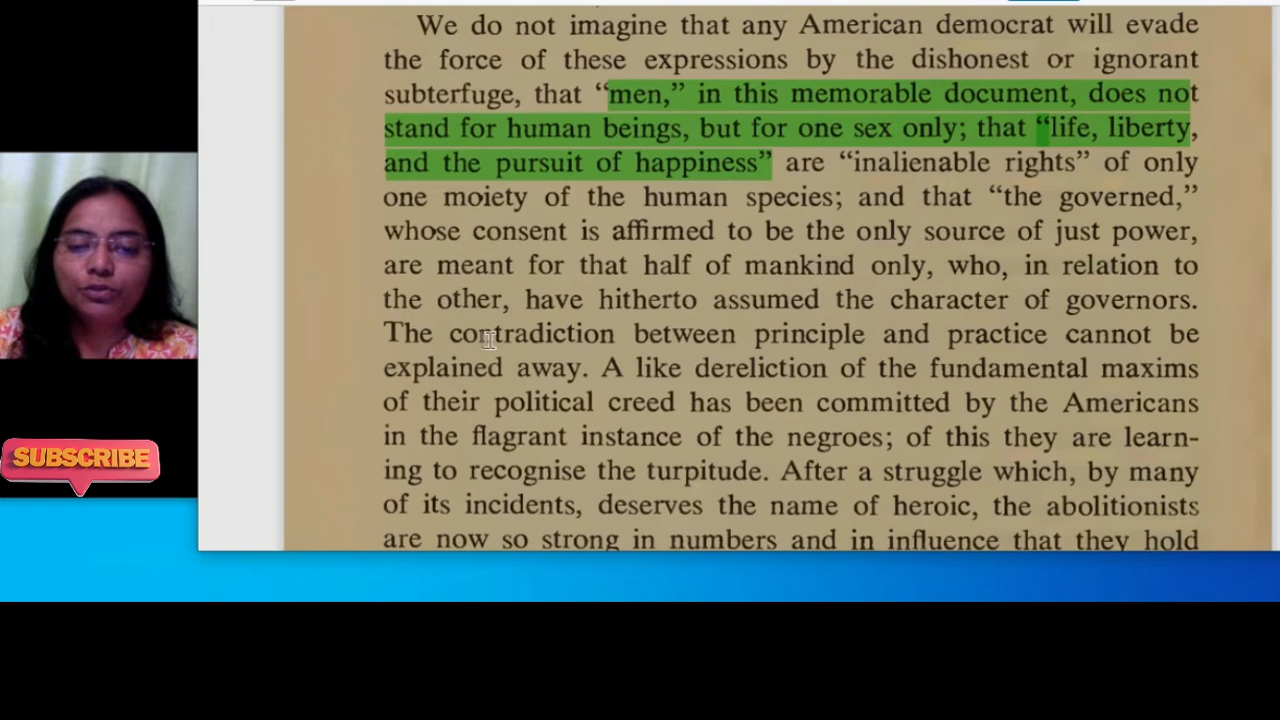 We do not imagine that any American democrat will evade
the force of these expressions by the dishonest or ignorant
subterfuge, that “men,” in this memorable document, does not
stand for human beings, but for one sex only; that “life, liberty,
and the pursuit of happiness” are “inalienable rights” of only
one moiety of the human species; and that “the governed,”
whose consent is affirmed to be the only source of just power,
are meant for that half of mankind only, who, in relation to
the other, have hitherto assumed the character of governors.
The contradiction between principle and practice cannot be
explained away. A like dereliction of the fundamental maxims
of their political creed has been committed by the Americans
in the flagrant instance of the negroes; of this they are learn-
ing to recognise the turpitude. After a struggle which, by many
of its incidents, deserves the name of heroic, the abolitionists
are now so strong in numbers and in influence that they hold
SUBSCRIBE